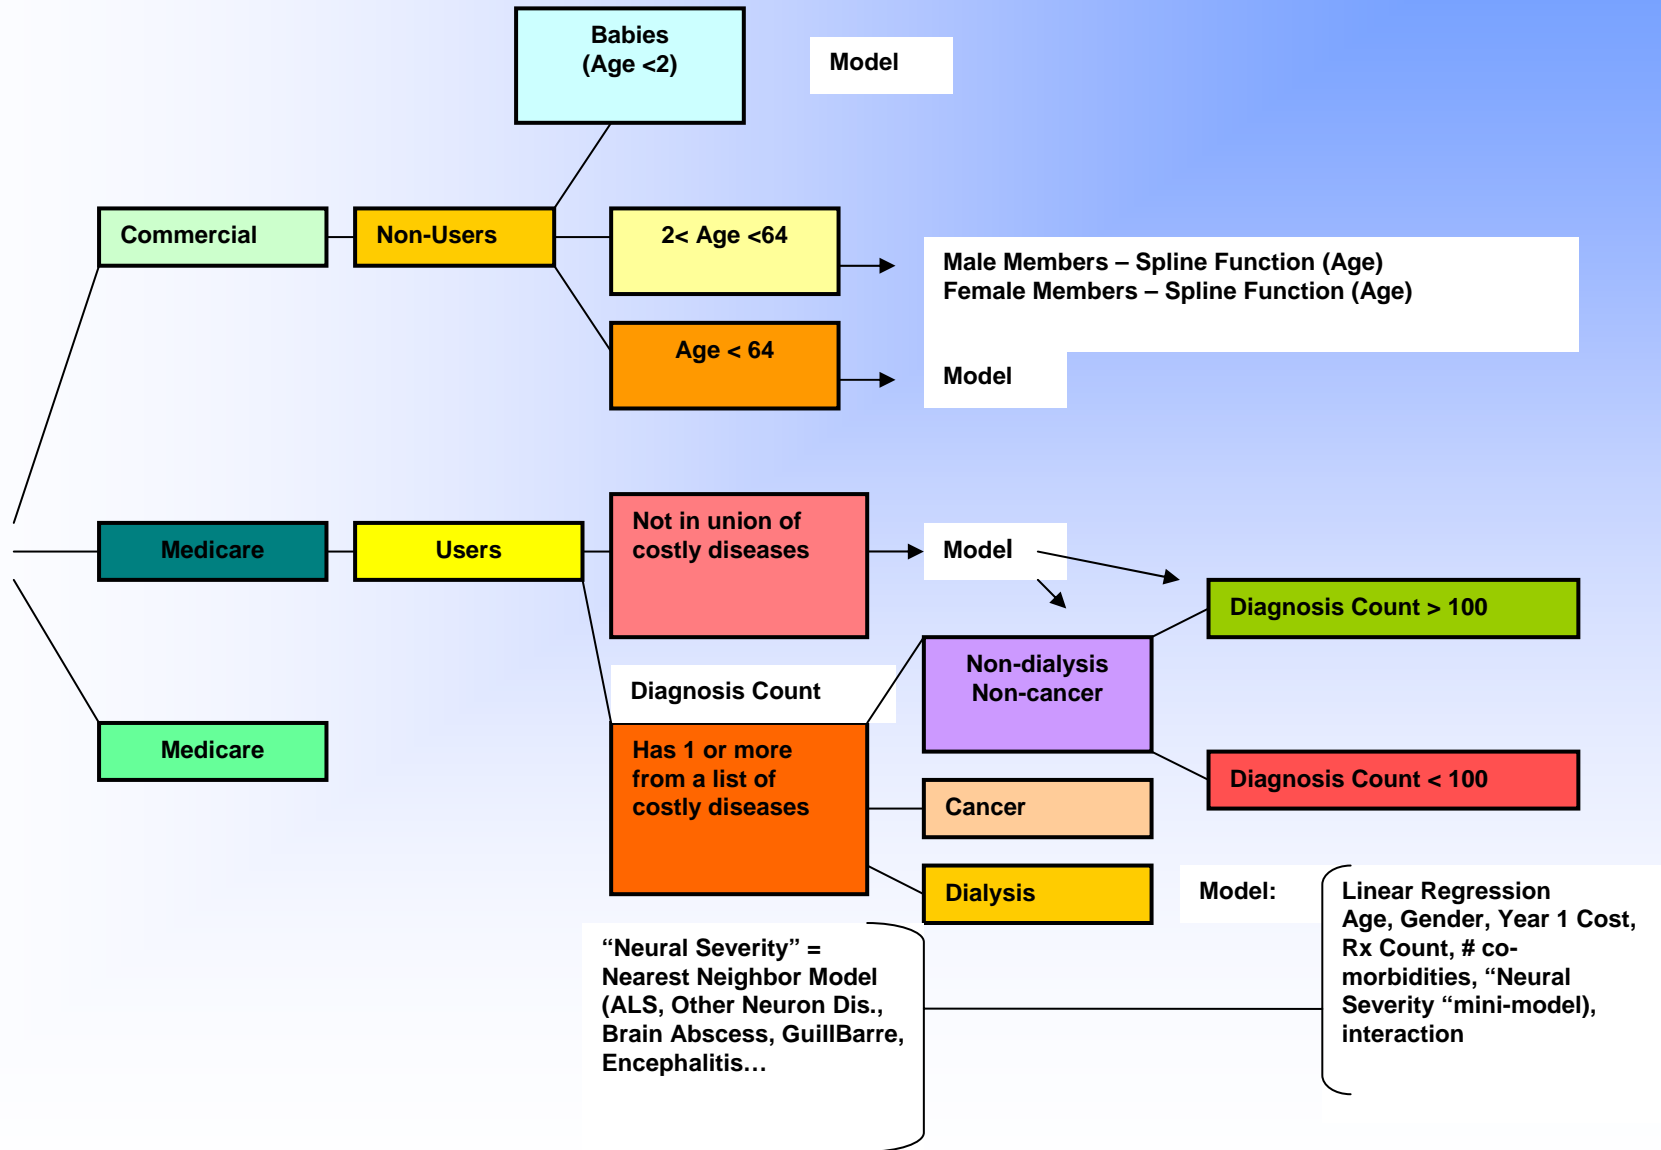 Babies
(Age <2)
Model
Commercial
Non-Users
2< Age <64
Male Members – Spline Function (Age)
Female Members – Spline Function (Age)
Age < 64
Model
Medicare
Users
Not in union of
costly diseases
Model
Diagnosis Count > 100
Non-dialysis
Non-cancer
Diagnosis Count
Medicare
Has 1 or more
from a list of
costly diseases
Diagnosis Count < 100
Cancer
Dialysis
Model:
Linear Regression
Age, Gender, Year 1 Cost,
Rx Count, # co-
morbidities, “Neural
Severity “mini-model),
interaction
“Neural Severity” =
Nearest Neighbor Model
(ALS, Other Neuron Dis.,
Brain Abscess, GuillBarre,
Encephalitis…